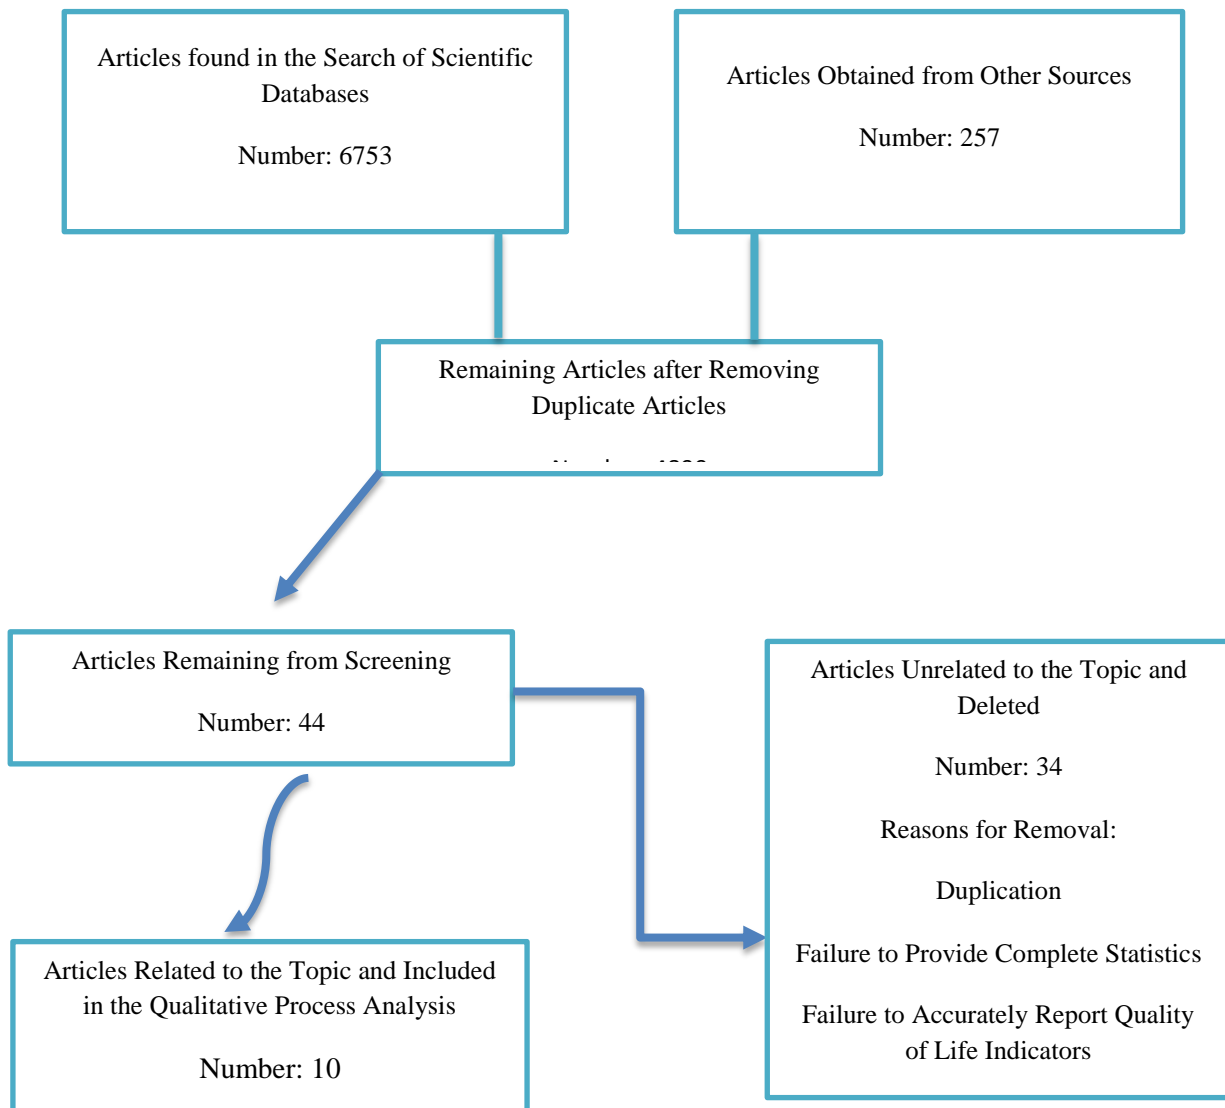 Articles found in the Search of Scientific
Databases
Number: 6753
Articles Obtained from Other Sources
Number: 257
Remaining Articles after Removing
Duplicate Articles
Articles Remaining from Screening
Number: 44
Articles Unrelated to the Topic and
Deleted
Number: 34
Reasons for Removal:
Duplication
Failure to Provide Complete Statistics
Failure to Accurately Report Quality
of Life Indicators
Articles Related to the Topic and Included
in the Qualitative Process Analysis
Number: 10